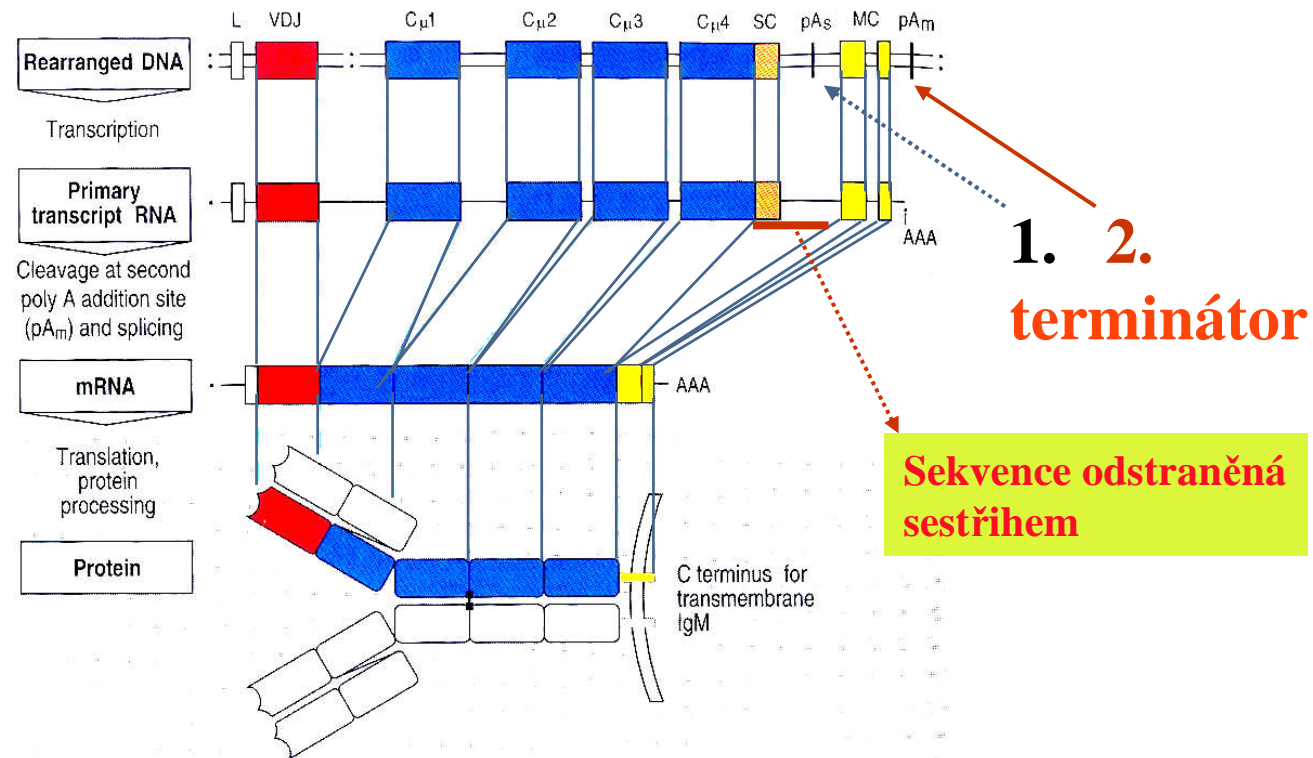 L VDJ Cμ1 Cμ2 Cμ3 Cμ4 SC pAs MC pAm
Rearranged DNA
Transcription
Primary
transcript RNA
AAA
Cleavage at second
poly A addition site
(pAm) and splicing
1. 2.
terminátor
mRNA
AAA
Sekvence odstraněná
sestřihem
Translation,
protein
processing
Protein
C terminus for
transmembrane
IgM